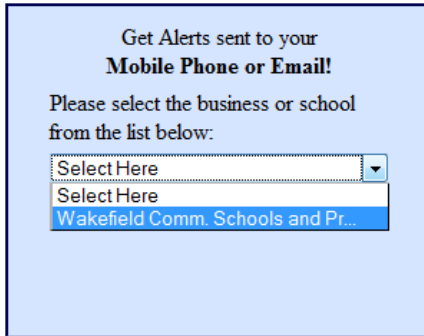 Get Alerts sent to your
Mobile Phone or Email!
Please select the business or school
from the list below:
Select Here
Select Here
Wakefield Comm. Schools and Pr...